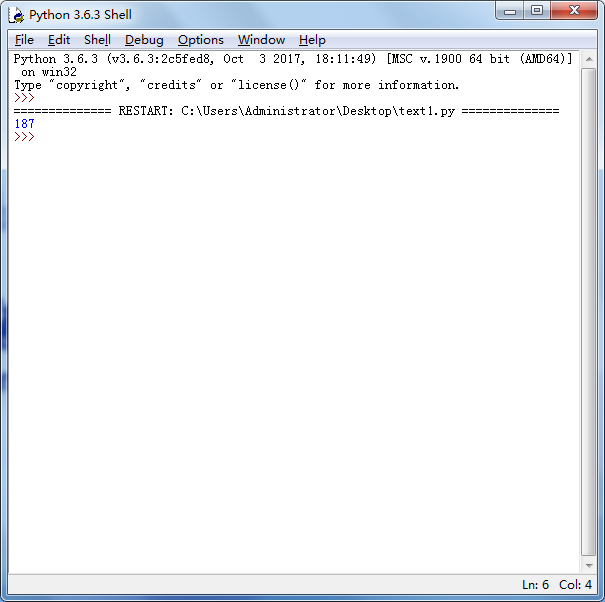 Python 3.6.3 Shell
File Edit Shell Debug Options Window Help
Python 3.6.3 (v3.6.3:2c5fed8, Oct  3 2017, 18:11:49) [MSC v.1900 64 bit (AMD64)]
 on win32
Type "copyright", "credits" or "license()" for more information.
>>>
============== RESTART: C:\Users\Administrator\Desktop\text1.py ==============
187
>>>
Ln: 6 Col: 4